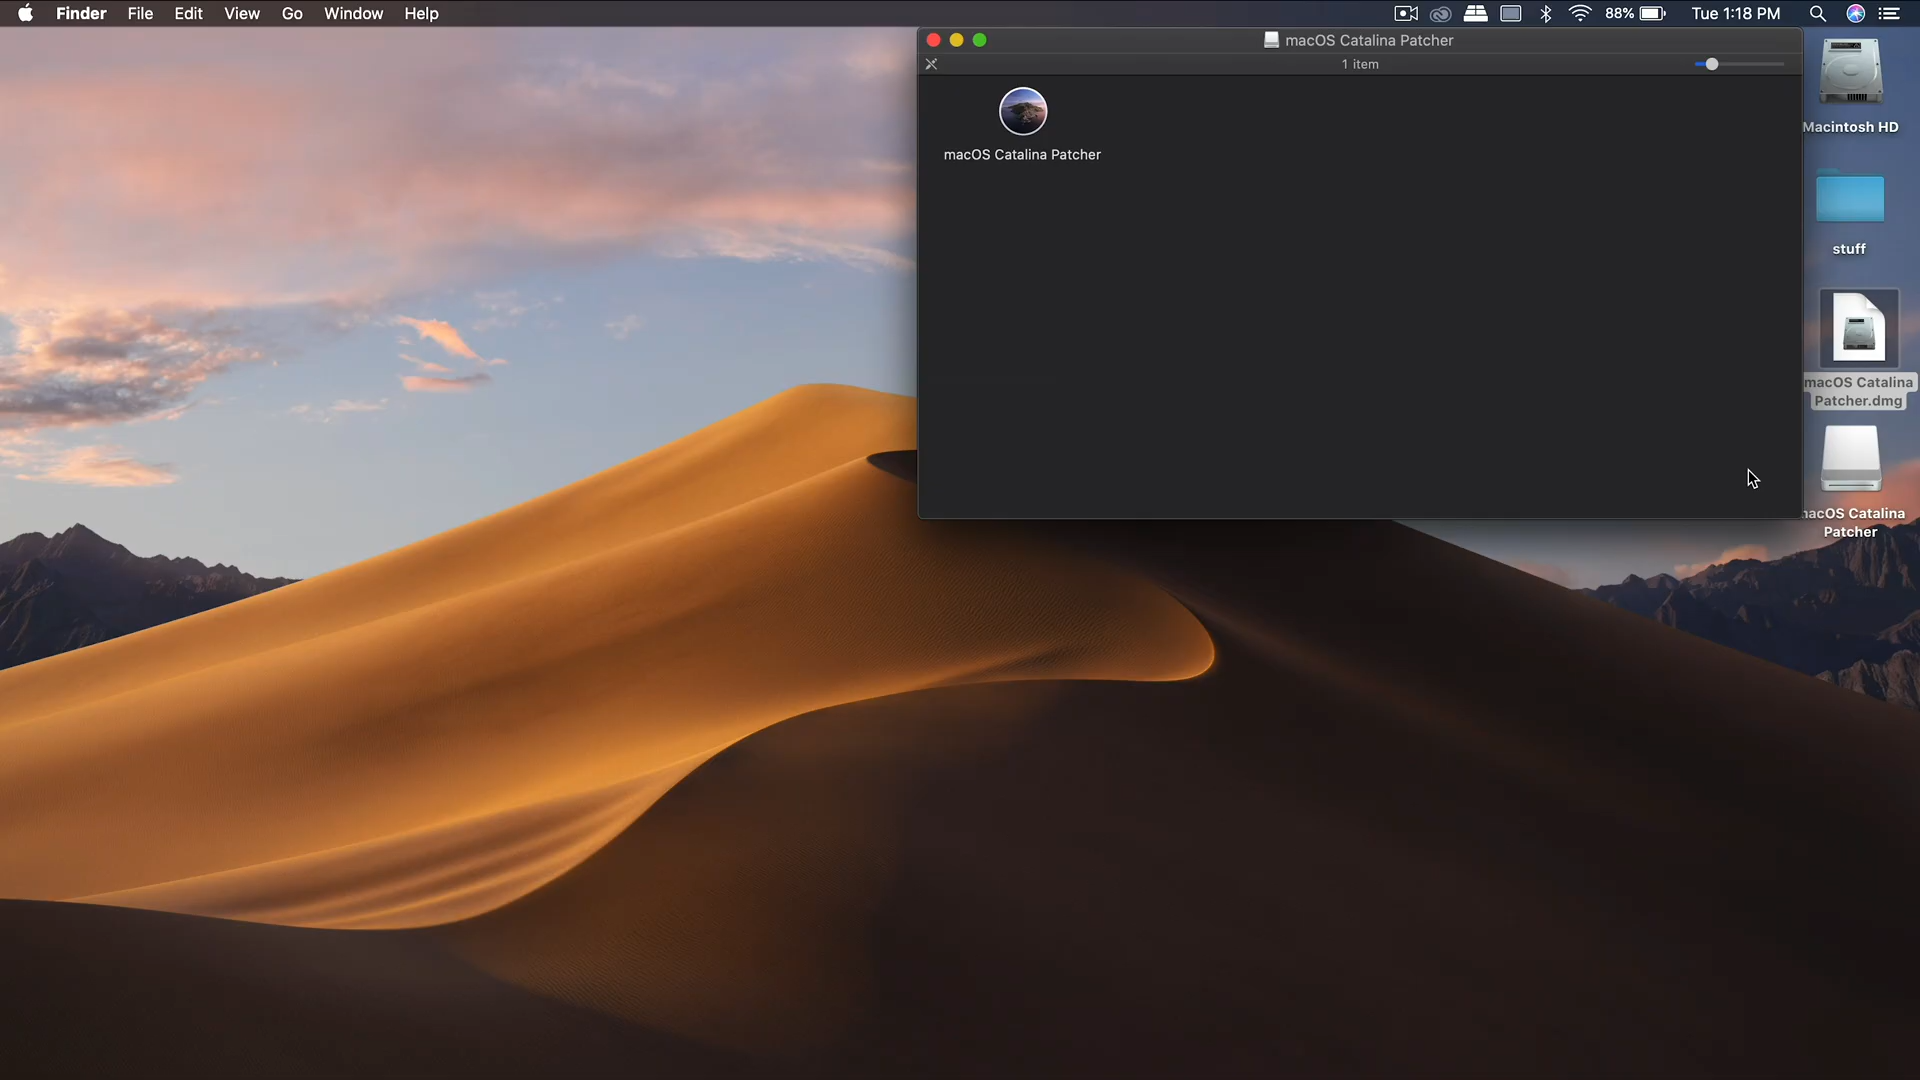 Finder File Edit View Go Window Help
88% Tue 1:18 PM
macOS Catalina Patcher
1 item
macOS Catalina Patcher
Macintosh HD
stuff
macOS Catalina
Patcher.dmg
acOS Catalina
Patcher